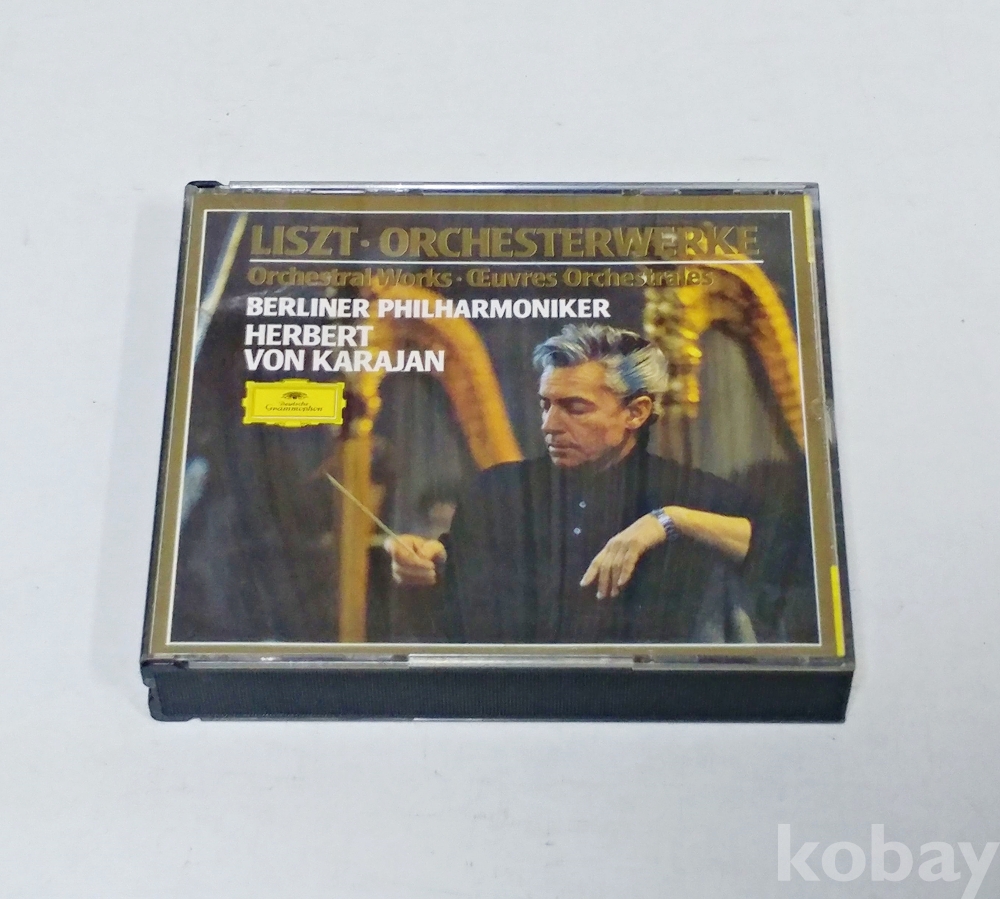 LISZT · ORCHESTERWERKE
Orchestral Works · Œuvres Orchestrales
BERLINER PHILHARMONIKER
HERBERT
VON KARAJAN
Deutsche
Grammophon
kobay